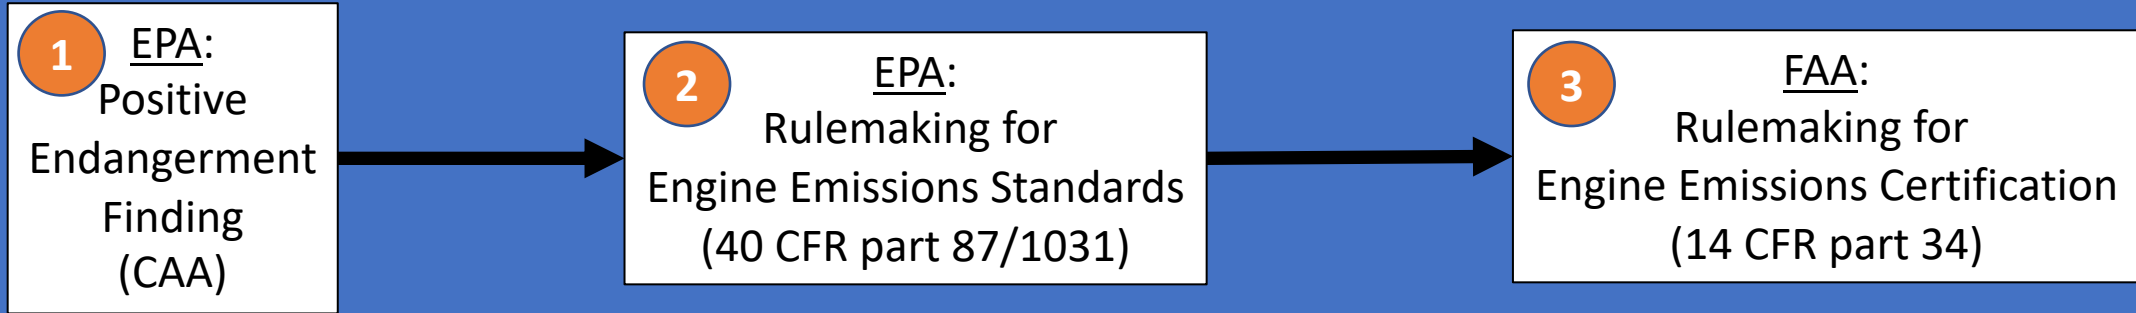 1
EPA:
Positive
Endangerment
Finding
(CAA)
2
EPA:
Rulemaking for
Engine Emissions Standards
(40 CFR part 87/1031)
3
FAA:
Rulemaking for
Engine Emissions Certification
(14 CFR part 34)